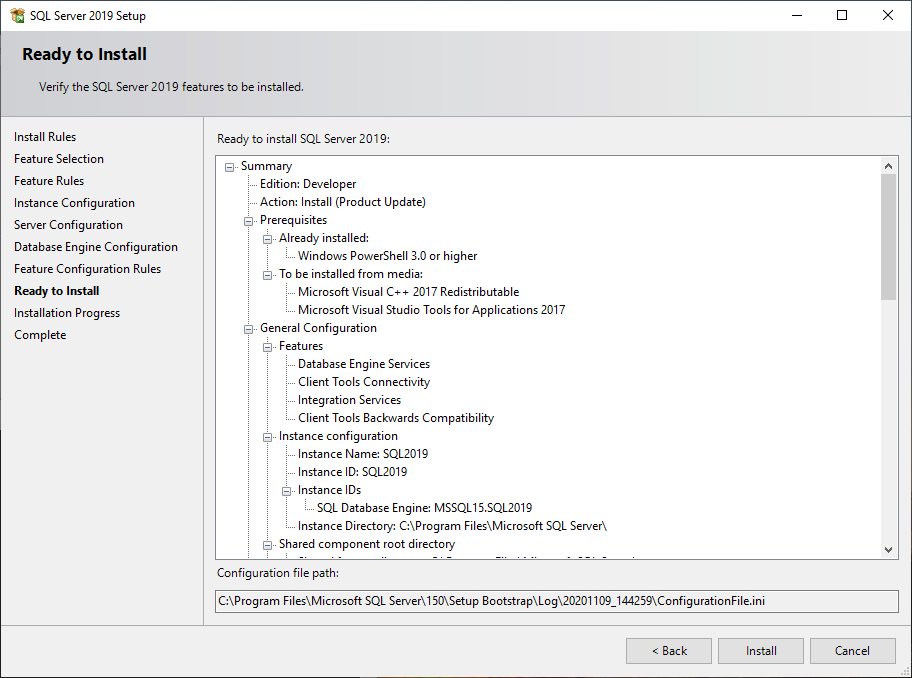 SQL Server 2019 Setup
Ready to Install
Verify the SQL Server 2019 features to be installed.
Install Rules
Feature Selection
Feature Rules
Instance Configuration
Server Configuration
Database Engine Configuration
Feature Configuration Rules
Ready to Install
Installation Progress
Complete
Ready to install SQL Server 2019:
Summary
Edition: Developer
Action: Install (Product Update)
Prerequisites
Already installed:
Windows PowerShell 3.0 or higher
To be installed from media:
Microsoft Visual C++ 2017 Redistributable
Microsoft Visual Studio Tools for Applications 2017
General Configuration
Features
Database Engine Services
Client Tools Connectivity
Integration Services
Client Tools Backwards Compatibility
Instance configuration
Instance Name: SQL2019
Instance ID: SQL2019
Instance IDs
SQL Database Engine: MSSQL15.SQL2019
Instance Directory: C:\Program Files\Microsoft SQL Server\
Shared component root directory
Configuration file path:
C:\Program Files\Microsoft SQL Server\150\Setup Bootstrap\Log\20201109_144259\ConfigurationFile.ini
< Back
Install
Cancel